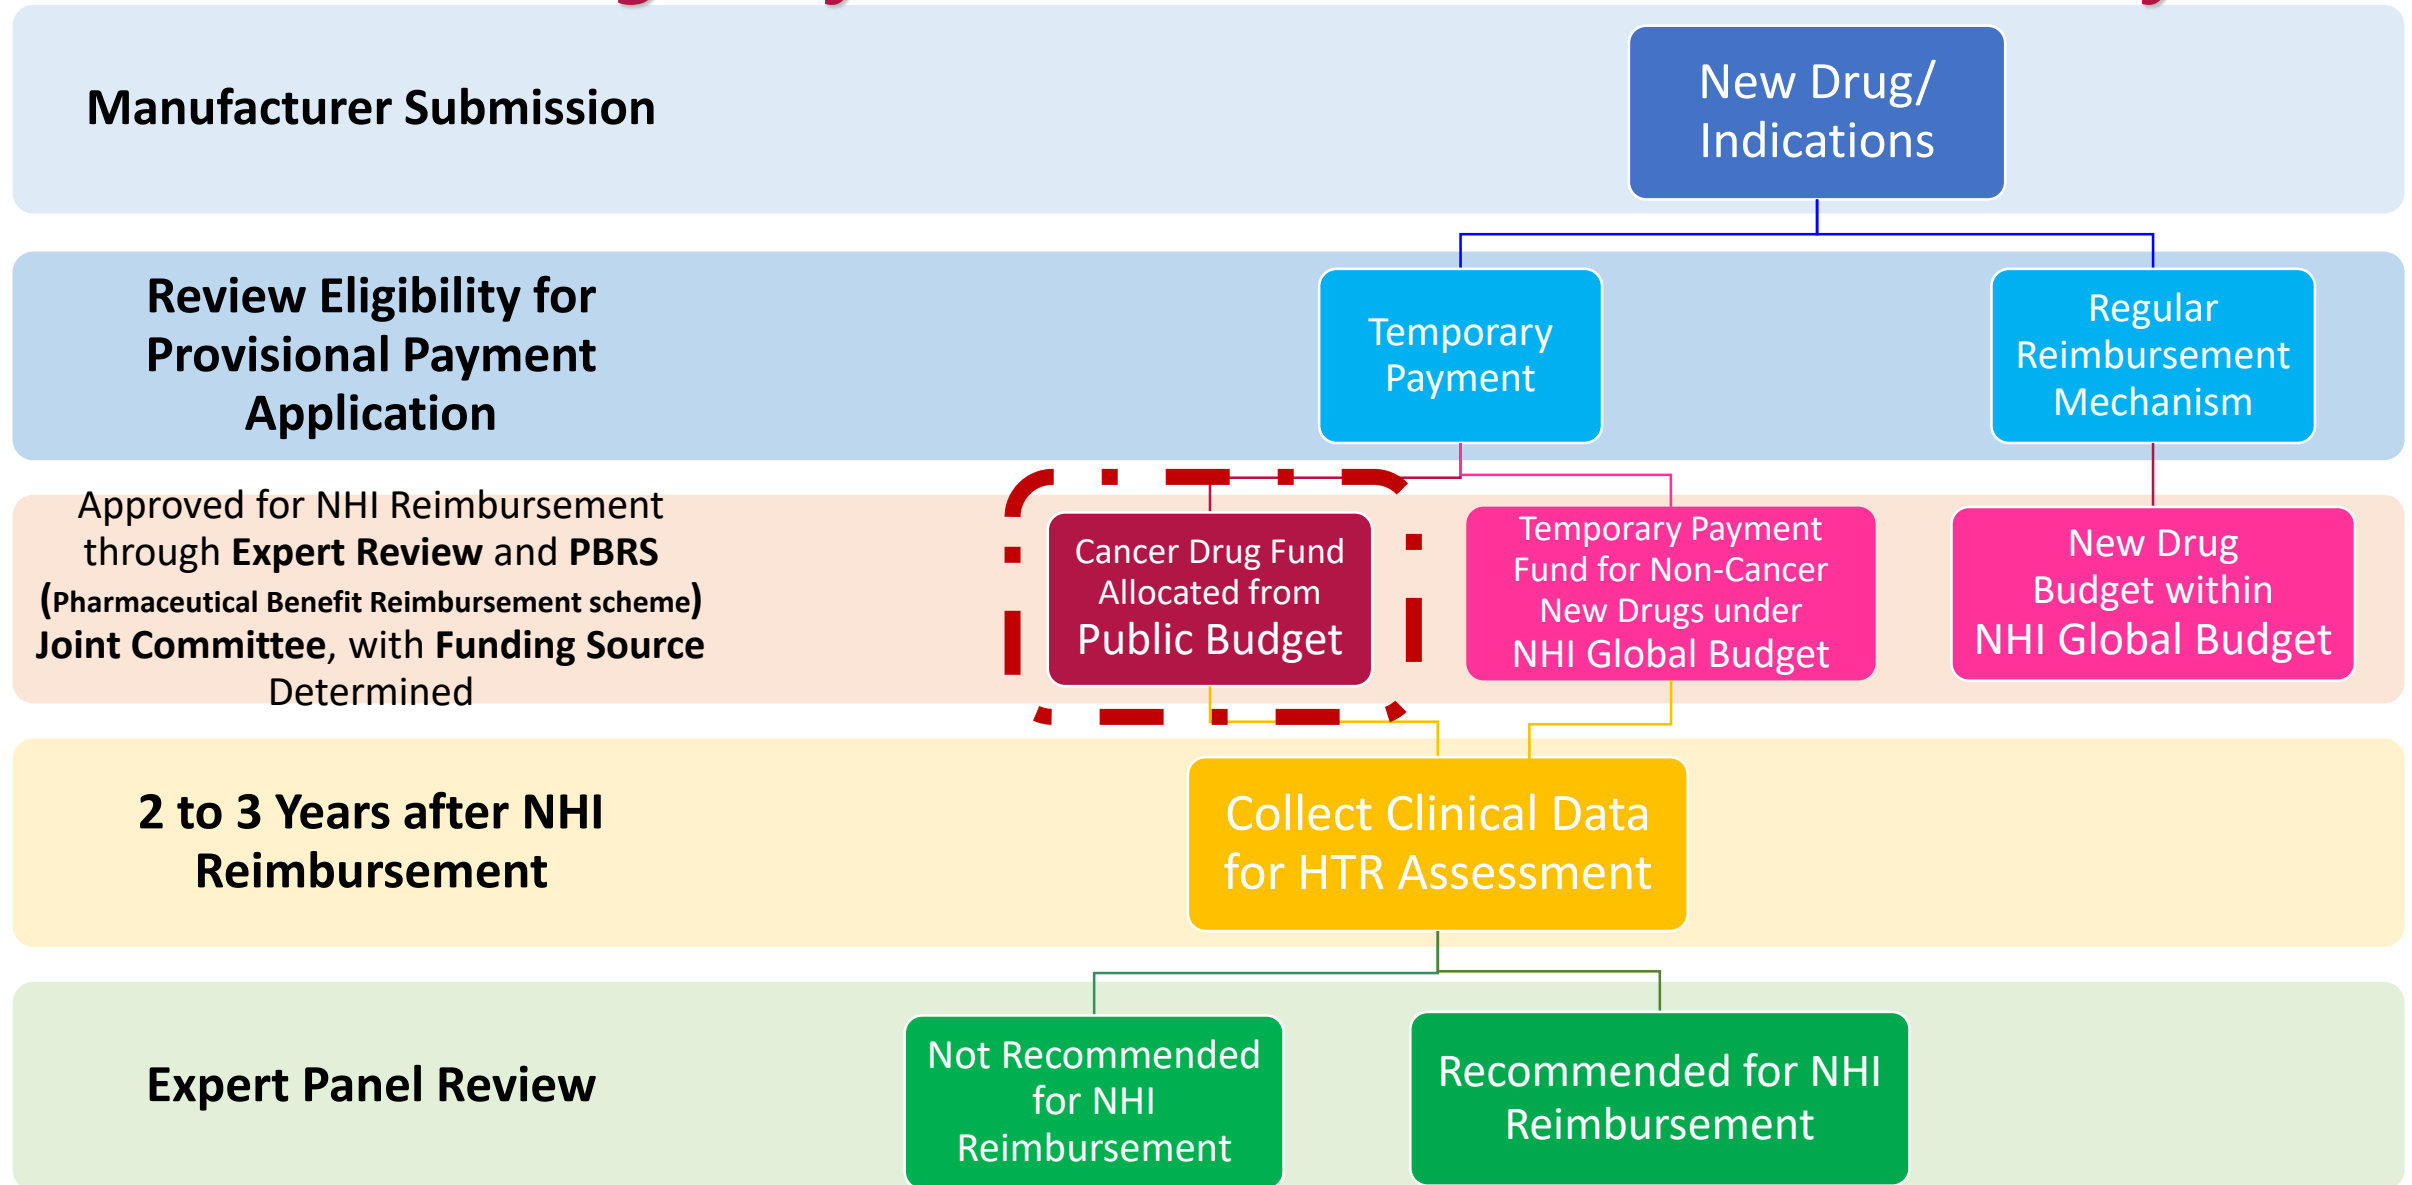 Manufacturer Submission
New Drug/
Indications
Review Eligibility for
Provisional Payment
Application
Temporary
Payment
Regular
Reimbursement
Mechanism
Approved for NHI Reimbursement
through Expert Review and PBRS
(Pharmaceutical Benefit Reimbursement scheme)
Joint Committee, with Funding Source
Determined
Cancer Drug Fund
Allocated from
Public Budget
Temporary Payment
Fund for Non-Cancer
New Drugs under
NHI Global Budget
New Drug
Budget within
NHI Global Budget
2 to 3 Years after NHI
Reimbursement
Collect Clinical Data
for HTR Assessment
Expert Panel Review
Not Recommended
for NHI
Reimbursement
Recommended for NHI
Reimbursement